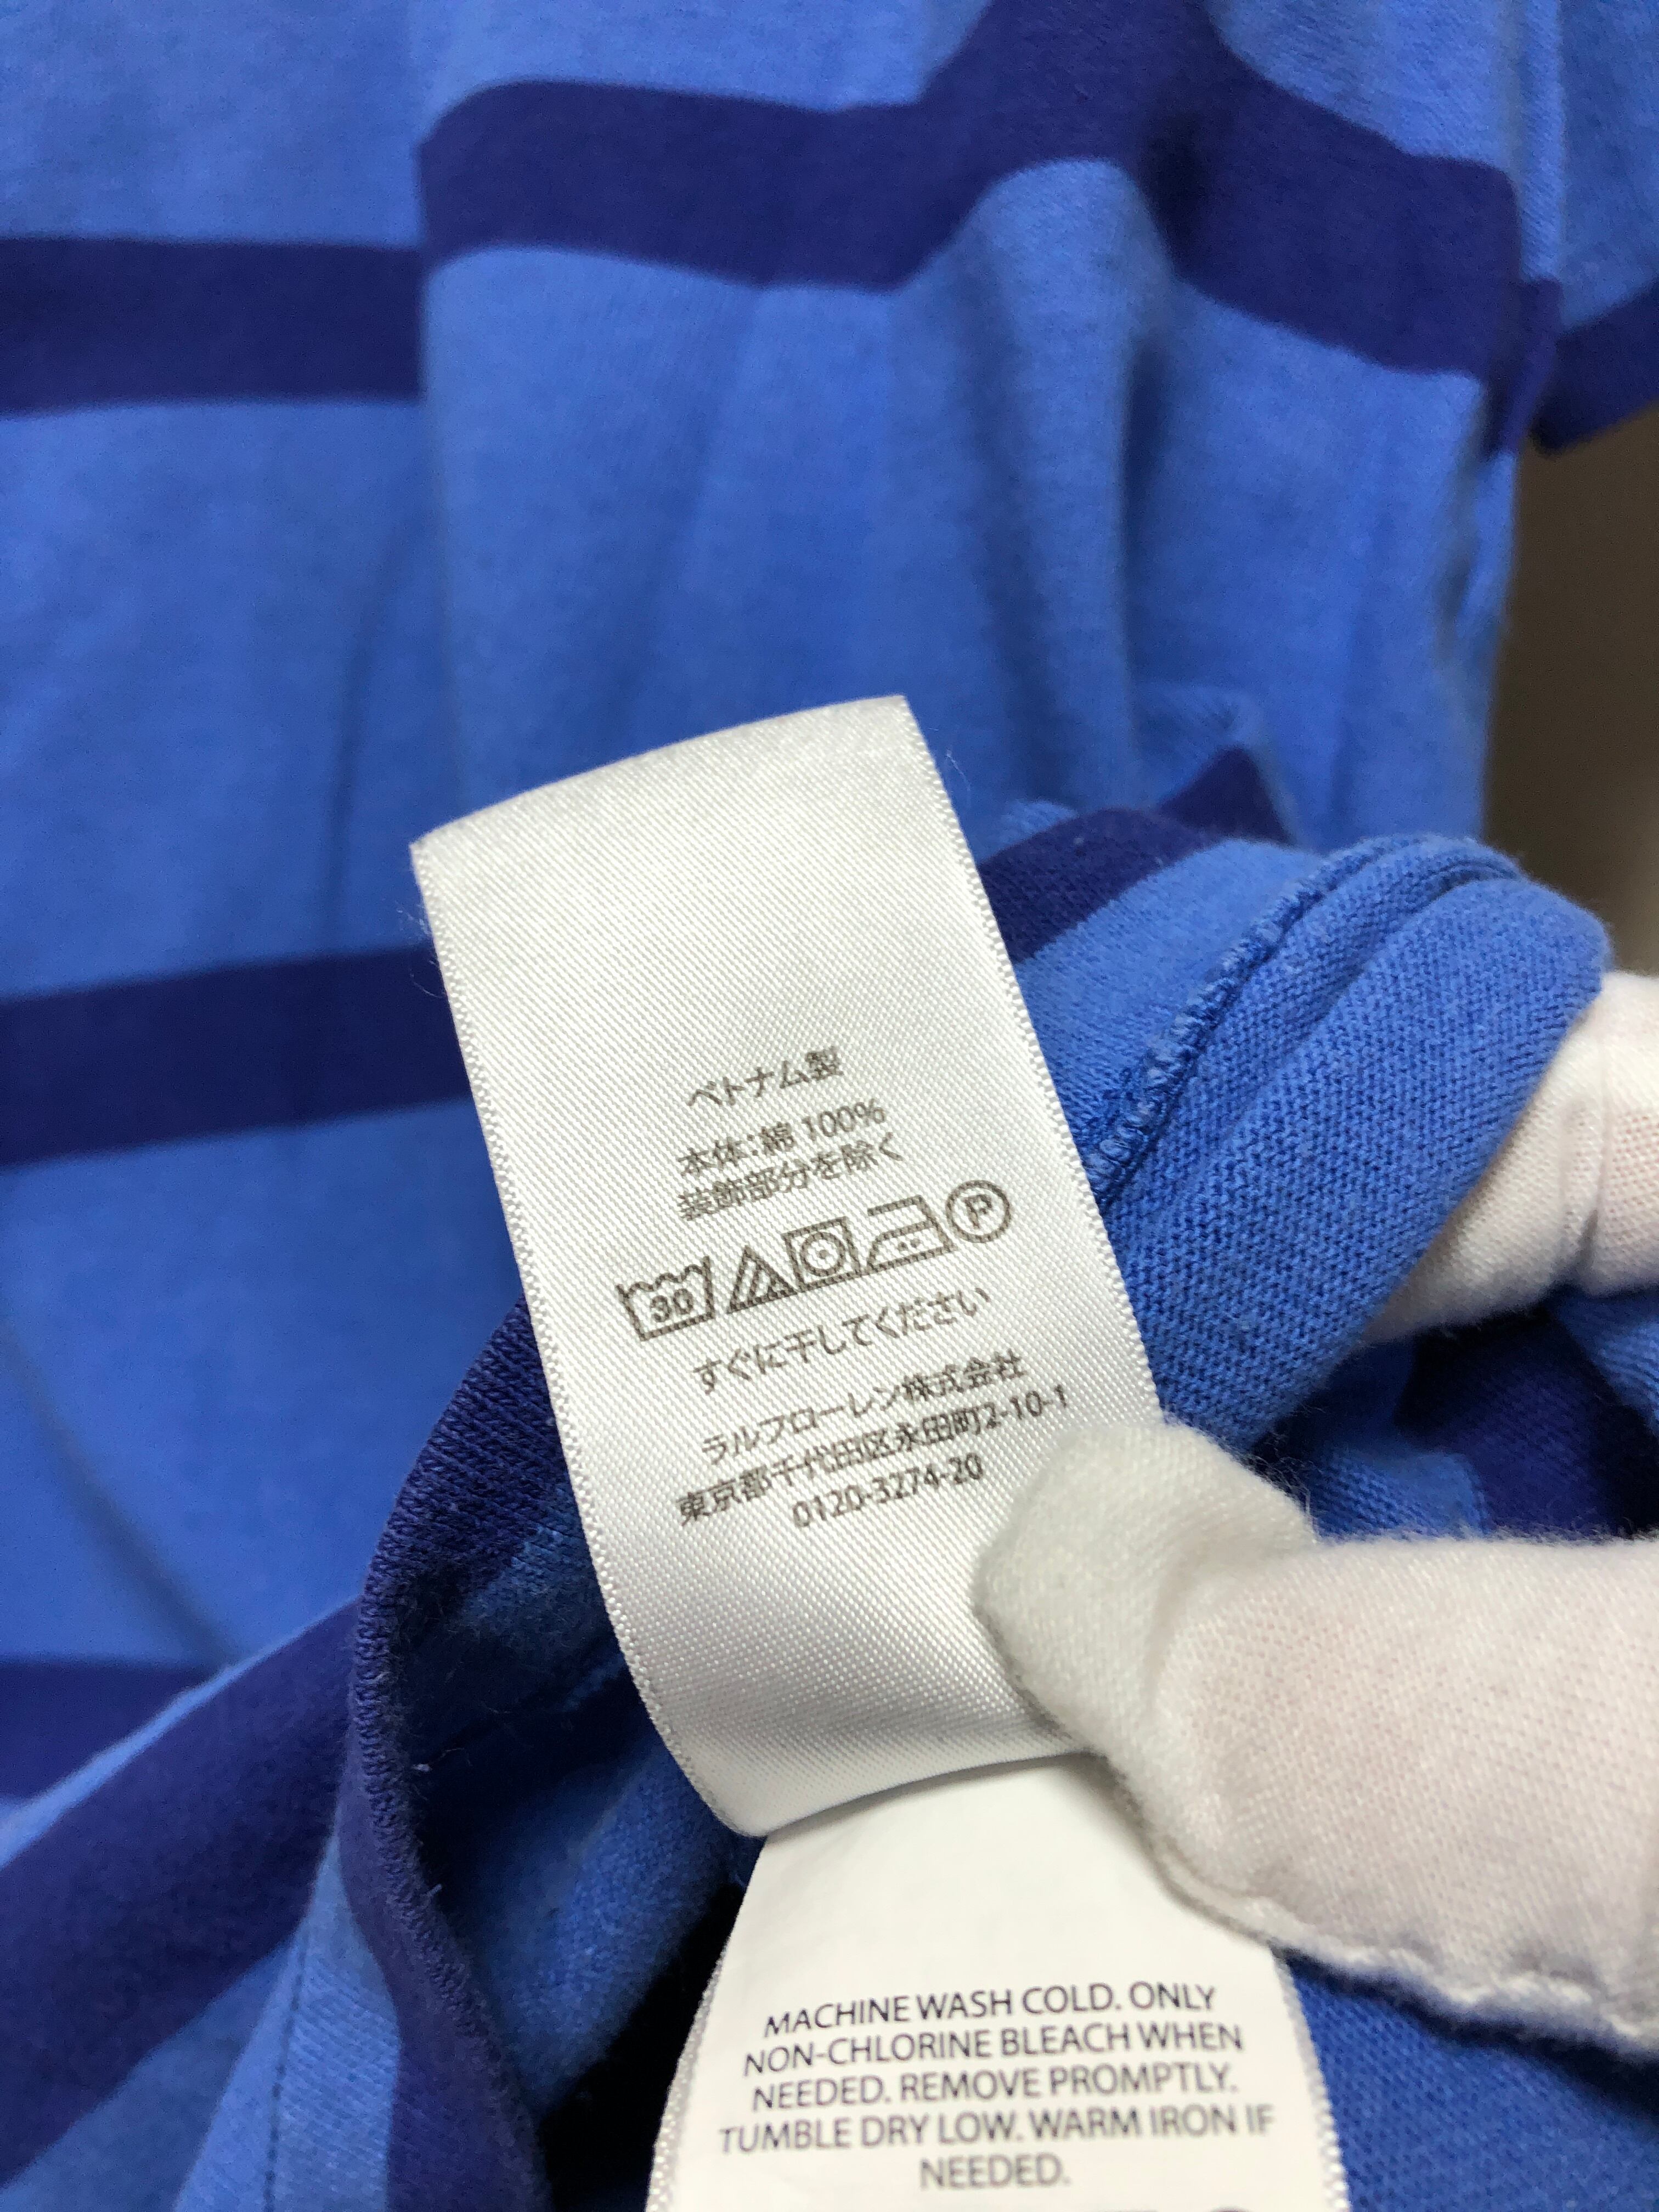 ベトナム製
本体:綿 100%
装飾部分を除く
30 P
すぐに干してください
ラルフローレン株式会社
東京都千代田区永田町2-10-1
0120-3274-20
MACHINE WASH COLD. ONLY
NON-CHLORINE BLEACH WHEN
NEEDED. REMOVE PROMPTLY.
TUMBLE DRY LOW. WARM IRON IF
NEEDED.